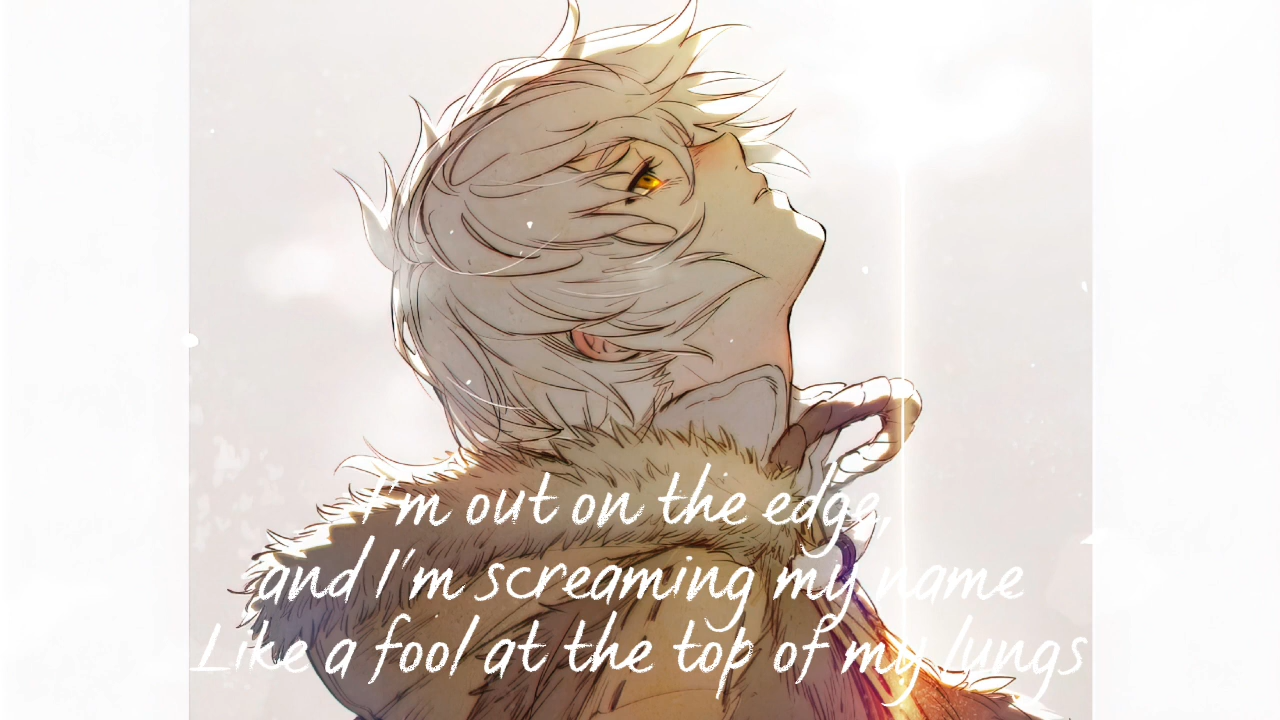 I'm out on the edge,
and I'm screaming my name
Like a fool at the top of my lungs